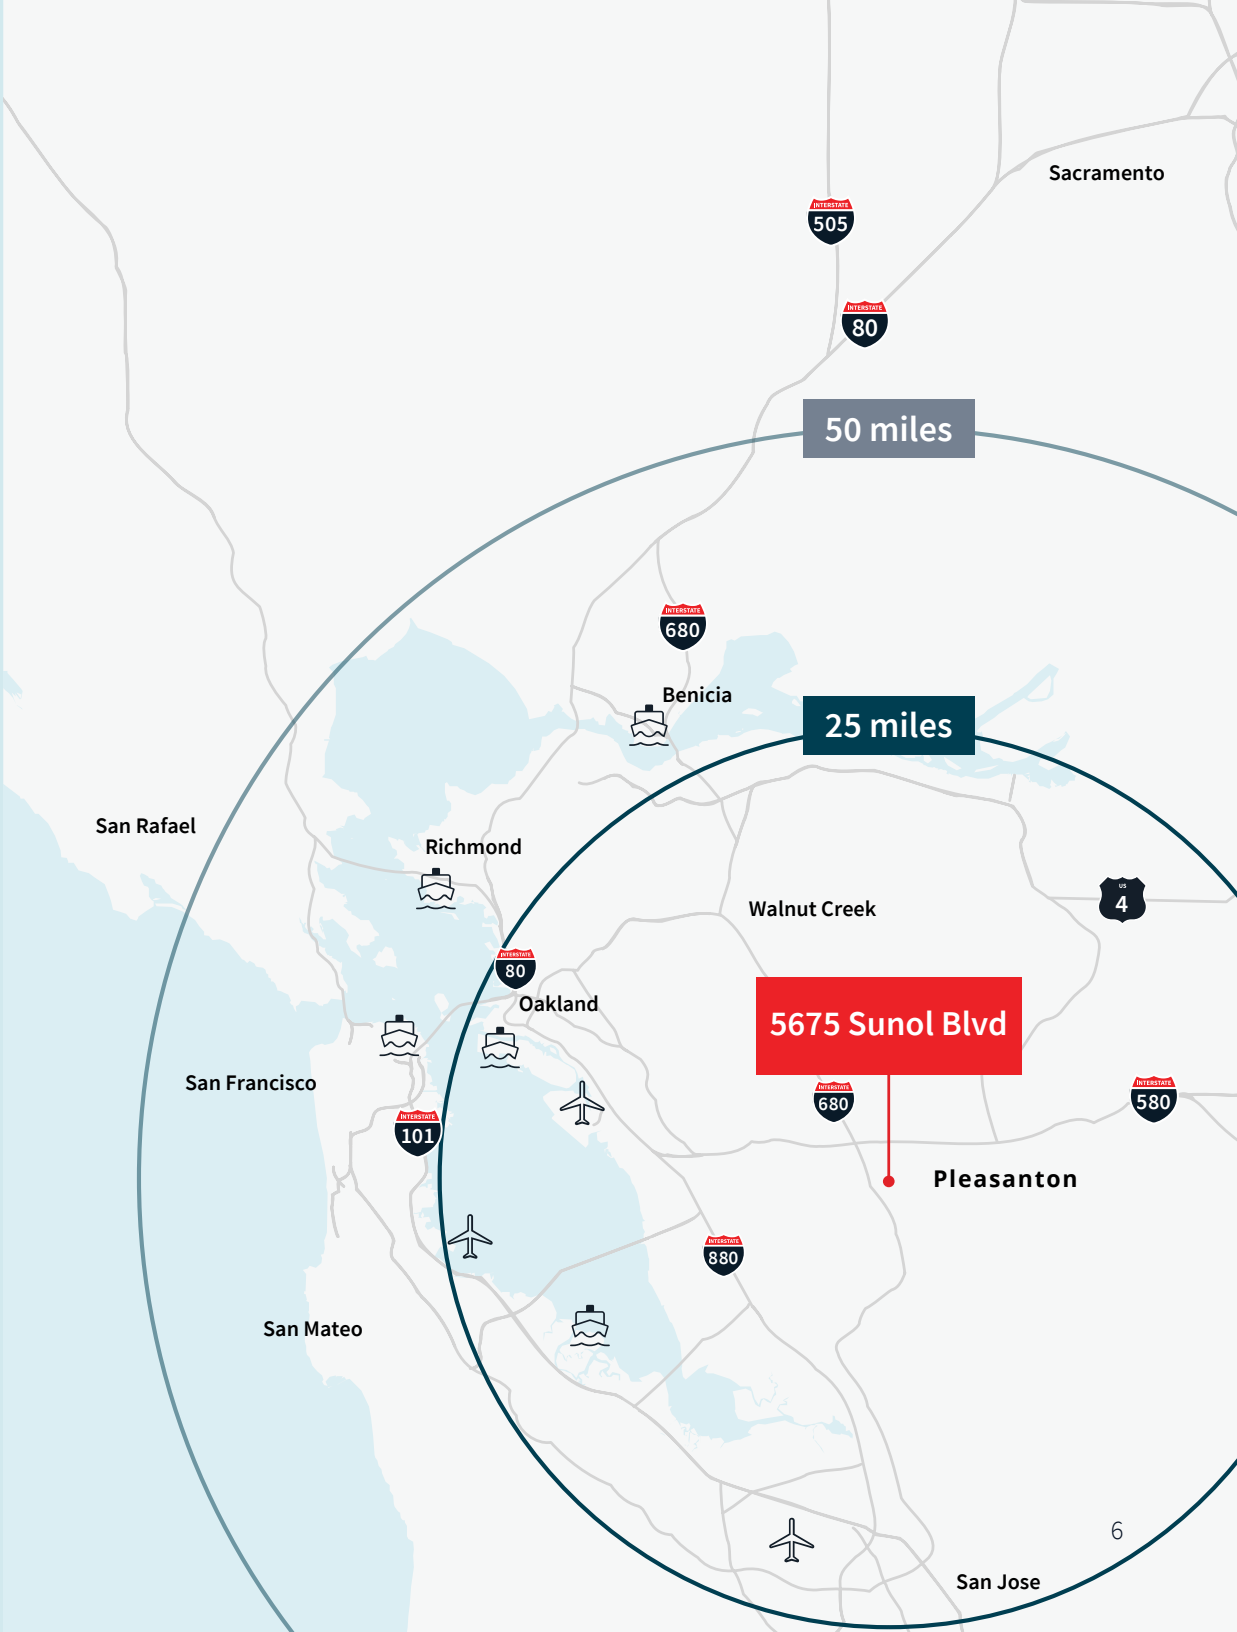 Sacramento
INTERSTATE
505
INTERSTATE
80
50 miles
INTERSTATE
680
Benicia
25 miles
San Rafael
Richmond
US
4
Walnut Creek
INTERSTATE
80
Oakland
5675 Sunol Blvd
San Francisco
INTERSTATE
680
INTERSTATE
580
INTERSTATE
101
Pleasanton
INTERSTATE
880
San Mateo
6
San Jose